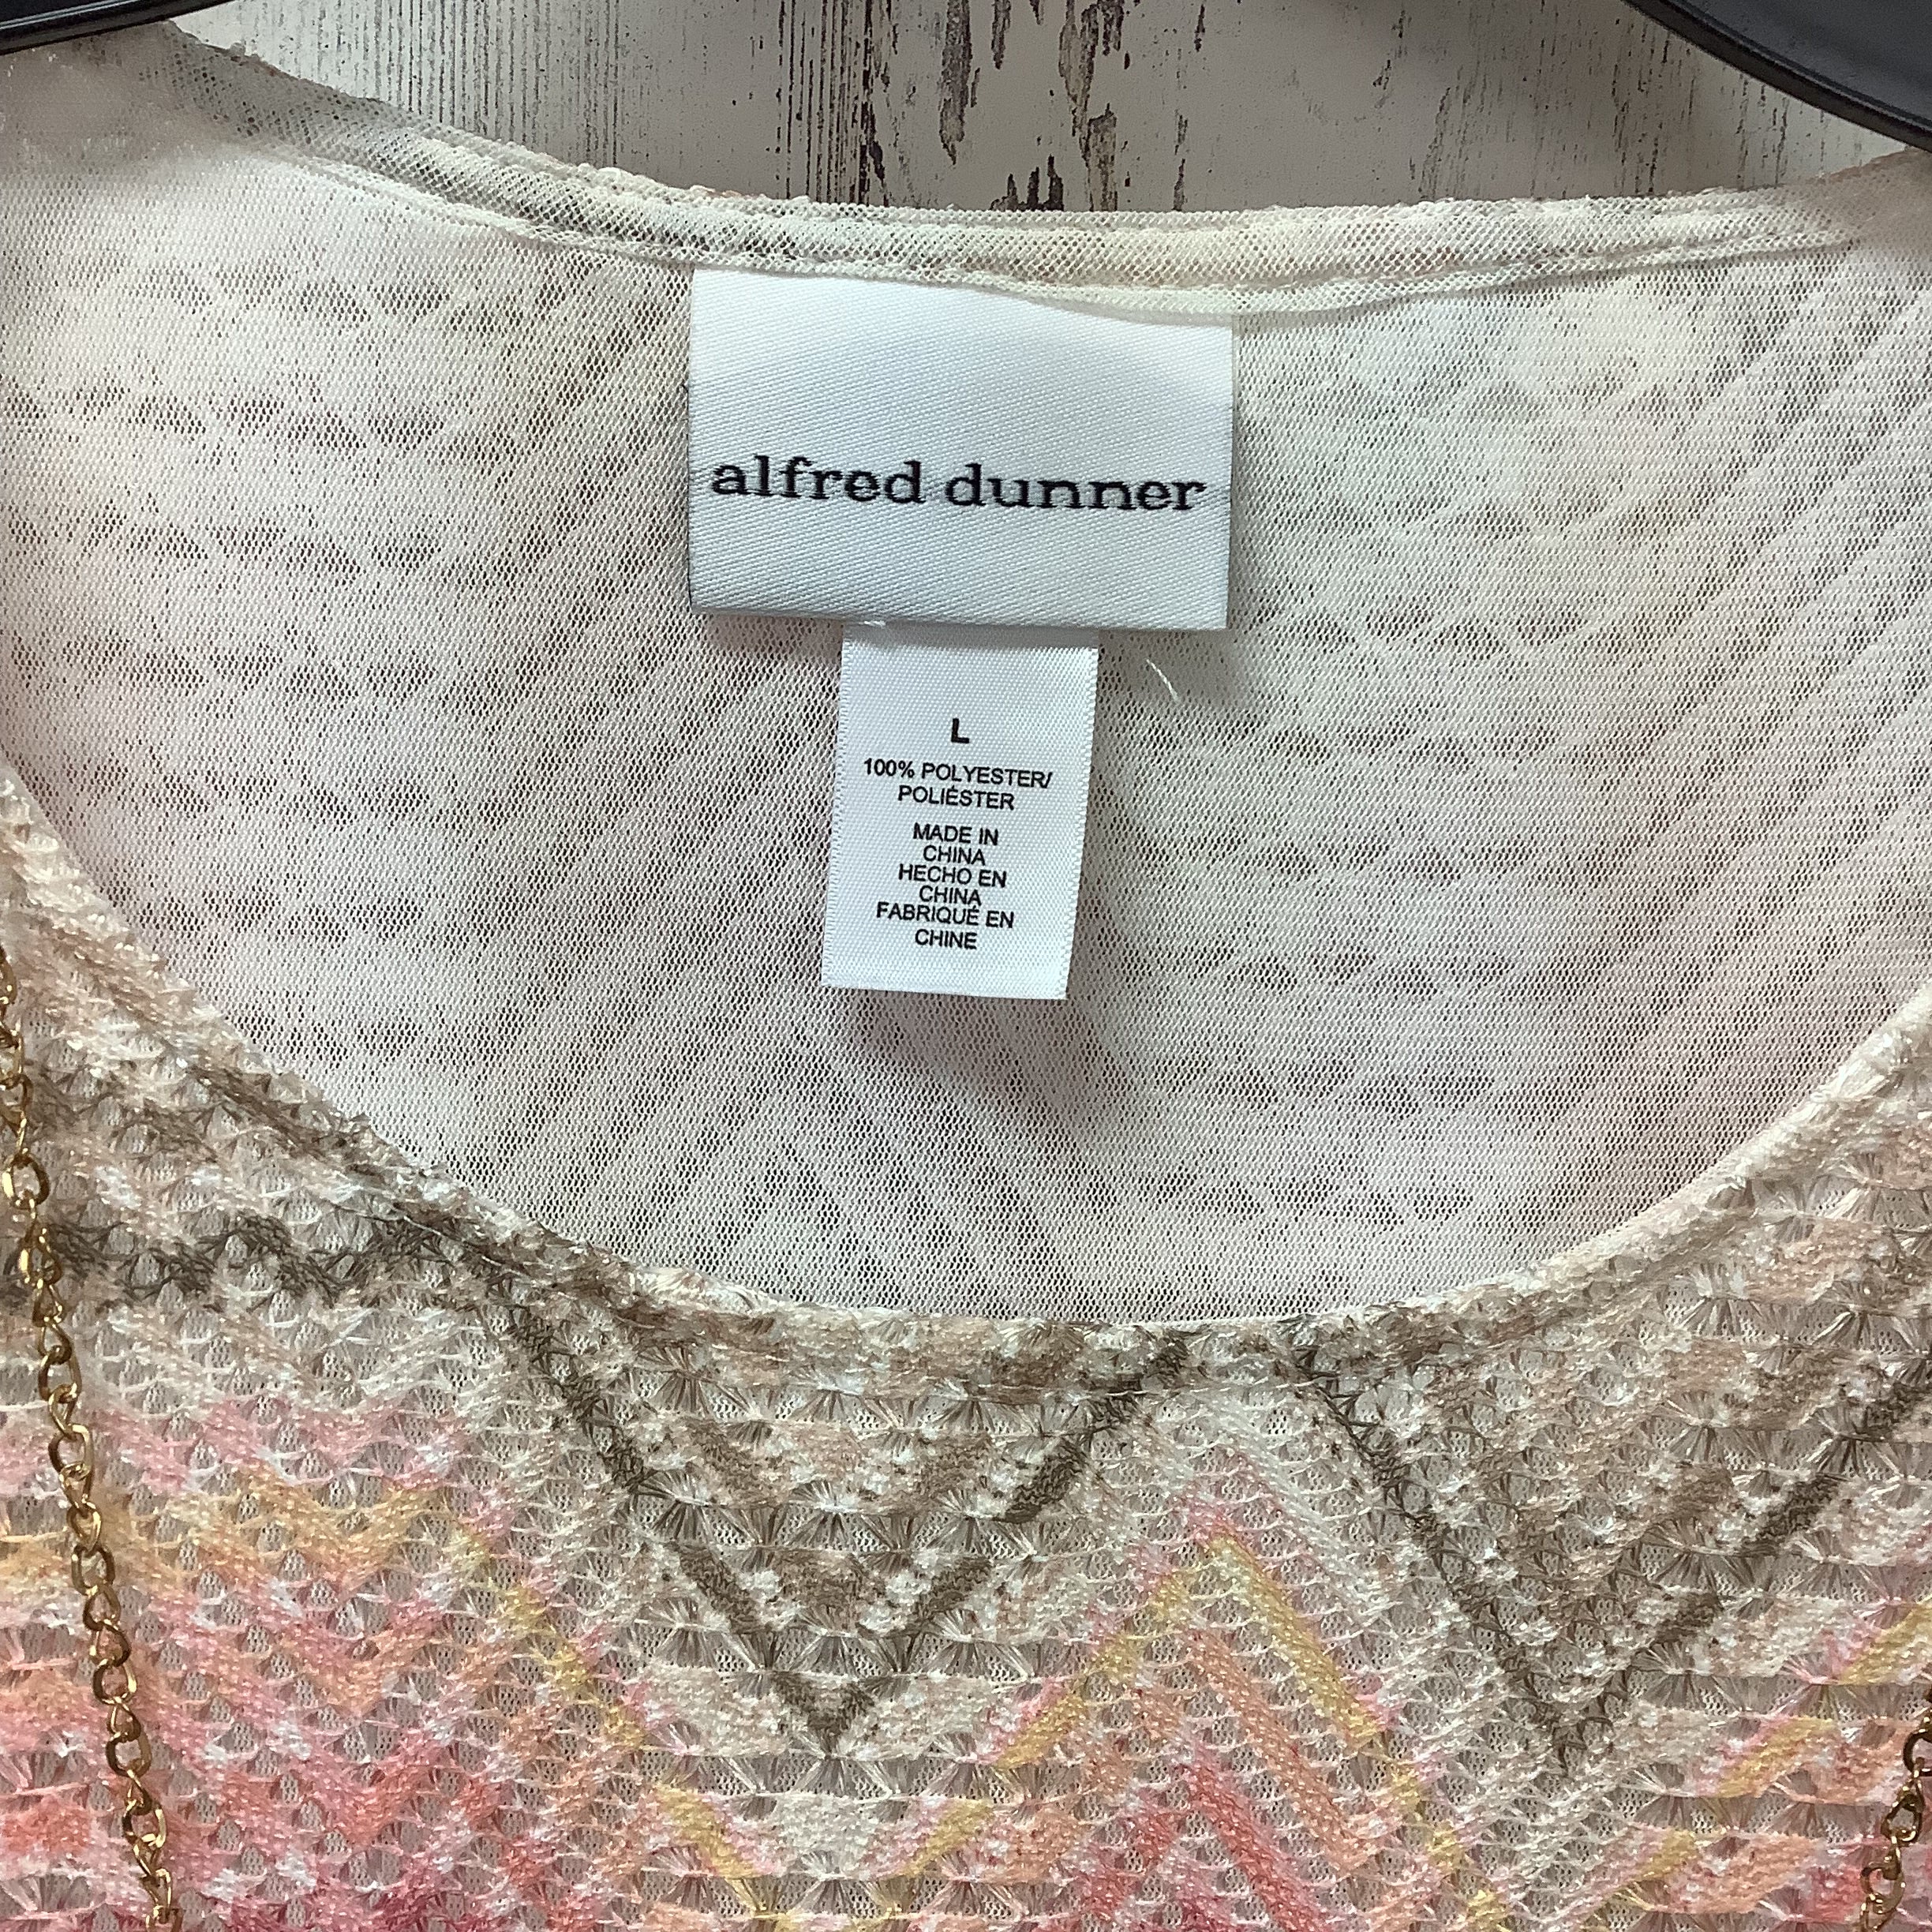 alfred dunner
L
100% POLYESTER/
POLIÉSTER
MADE IN
CHINA
HECHO EN
CHINA
FABRIQUÉ EN
CHINE